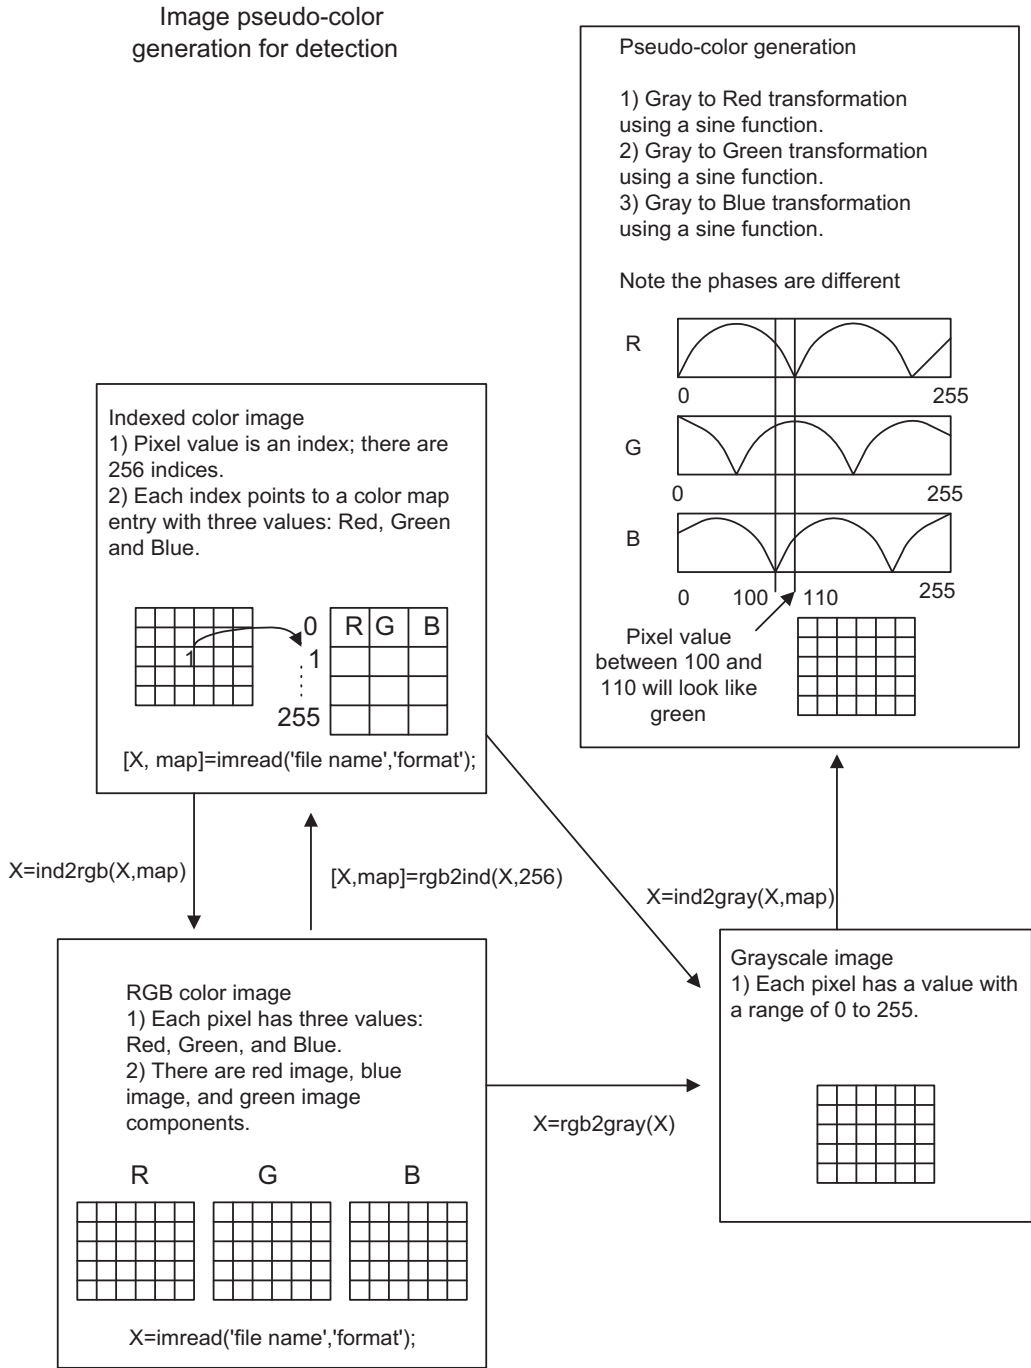 Image pseudo-color
generation for detection
Pseudo-color generation
1) Gray to Red transformation
using a sine function.
2) Gray to Green transformation
using a sine function.
3) Gray to Blue transformation
using a sine function.
Note the phases are different
R
0 255
G
0 255
B
0 100 110 255
Pixel value
between 100 and
110 will look like
green
Indexed color image
1) Pixel value is an index; there are
256 indices.
2) Each index points to a color map
entry with three values: Red, Green
and Blue.
0 R G B
1 1
255
[X, map]=imread('file name','format');
X=ind2rgb(X,map)
[X,map]=rgb2ind(X,256)
X=ind2gray(X,map)
RGB color image
1) Each pixel has three values:
Red, Green, and Blue.
2) There are red image, blue
image, and green image
components.
R G B
X=imread('file name','format');
X=rgb2gray(X)
Grayscale image
1) Each pixel has a value with
a range of 0 to 255.